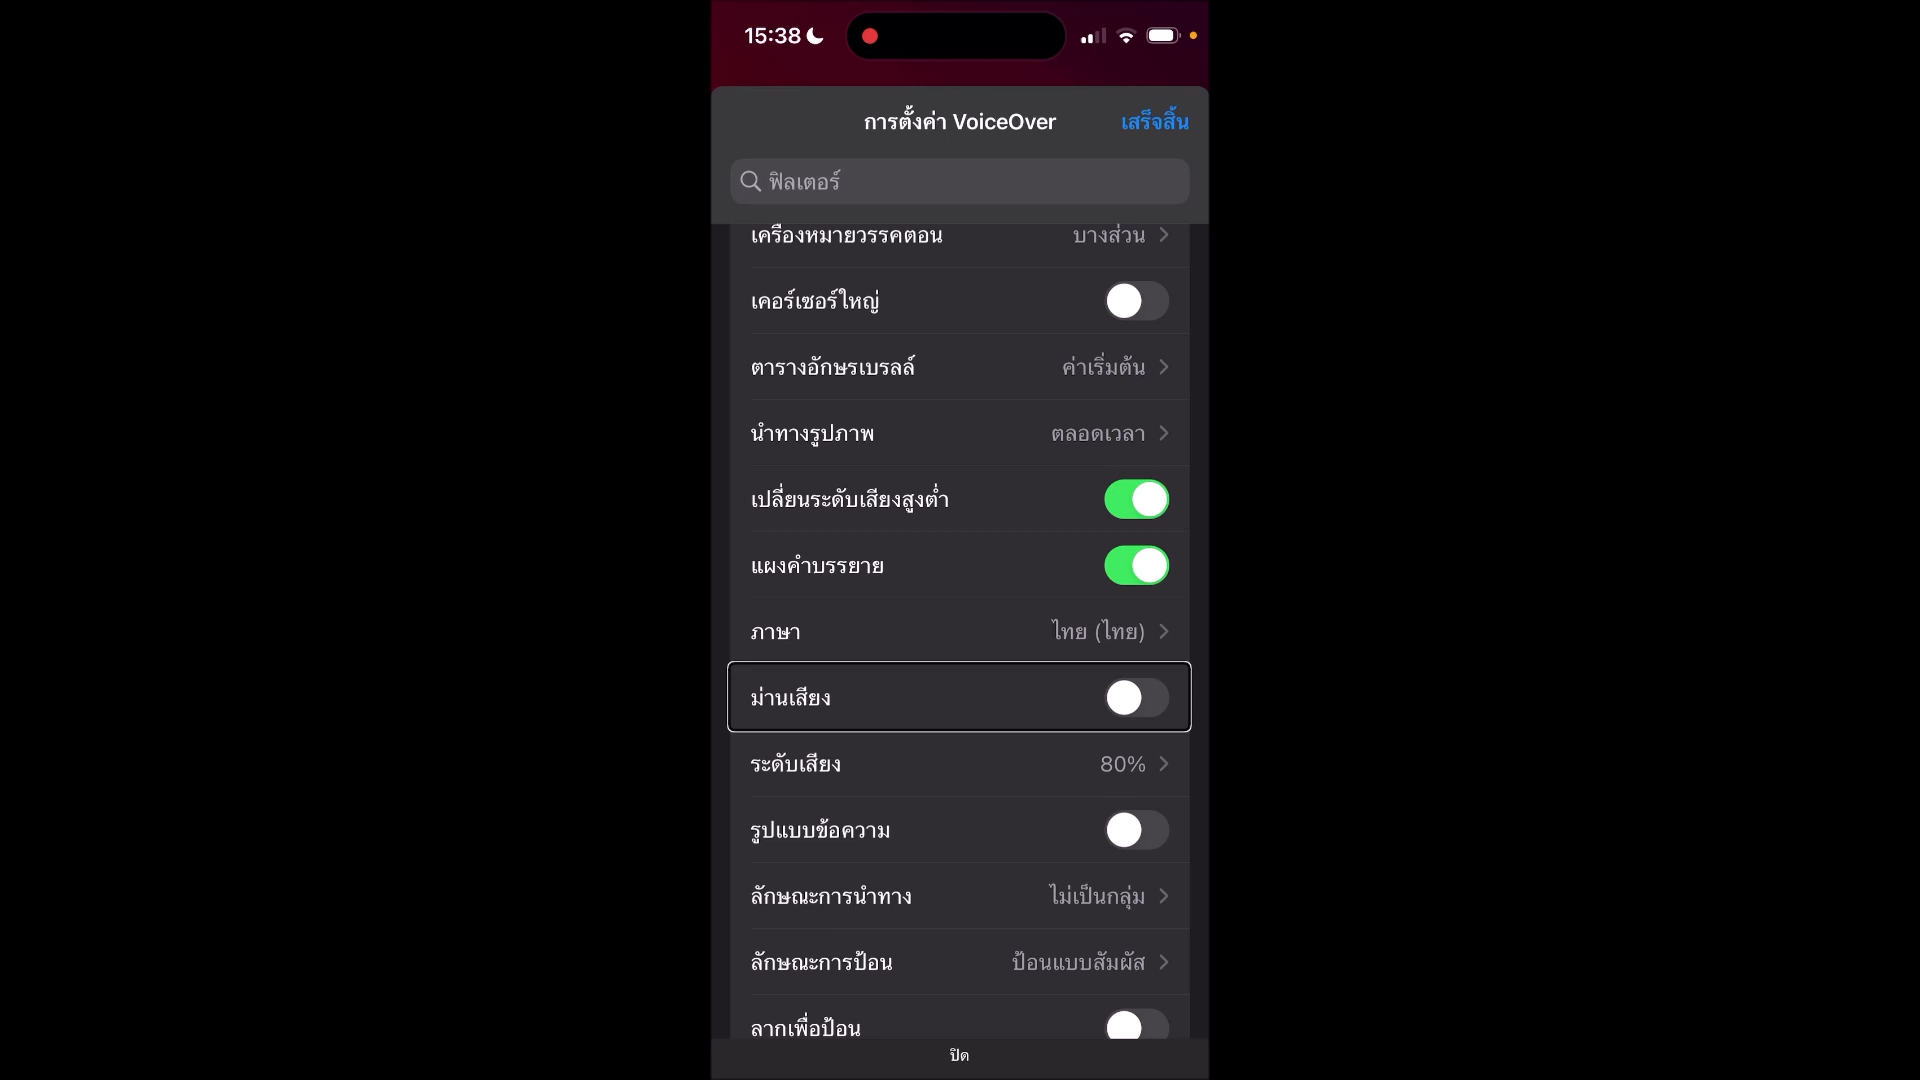 15:38
การตั้งค่า VoiceOver เสร็จสิ้น
ฟิลเตอร์
เครื่องหมายวรรคตอน บางส่วน
เคอร์เซอร์ใหญ่
ตารางอักษรเบรลล์ ค่าเริ่มต้น
นำทางรูปภาพ ตลอดเวลา
เปลี่ยนระดับเสียงสูงต่ำ
แผงคำบรรยาย
ภาษา ไทย (ไทย)
ม่านเสียง
ระดับเสียง 80%
รูปแบบข้อความ
ลักษณะการนำทาง ไม่เป็นกลุ่ม
ลักษณะการป้อน ป้อนแบบสัมผัส
ลากเพื่อป้อน
ปิด